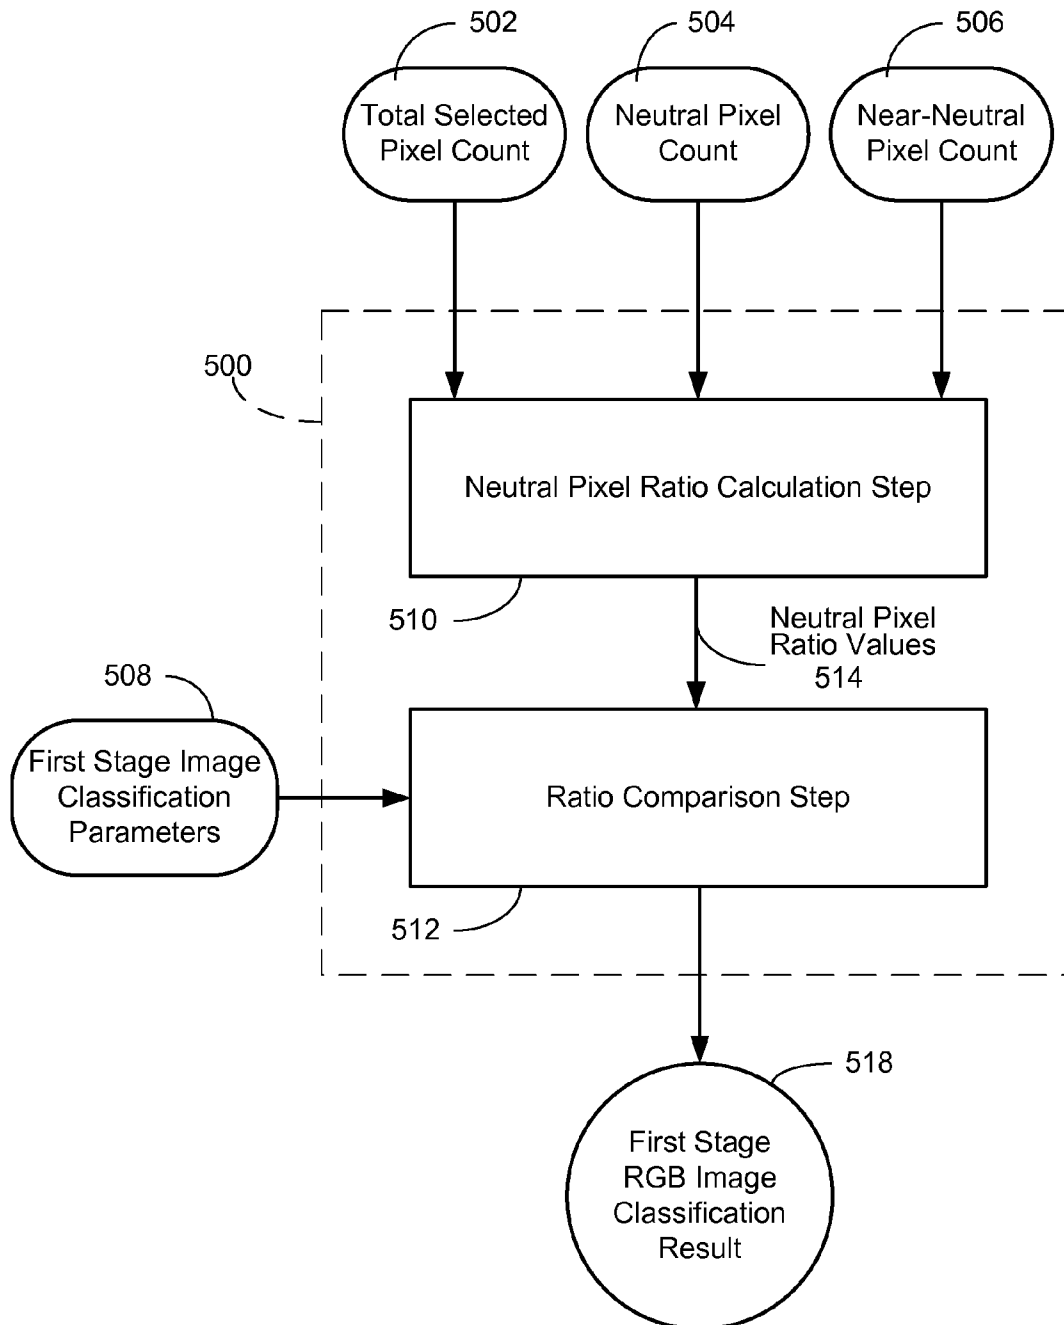 502
504
506
Total Selected
Pixel Count
Neutral Pixel
Count
Near-Neutral
Pixel Count
500
Neutral Pixel Ratio Calculation Step
510
Neutral Pixel
Ratio Values
514
508
First Stage Image
Classification
Parameters
Ratio Comparison Step
512
518
First Stage
RGB Image
Classification
Result